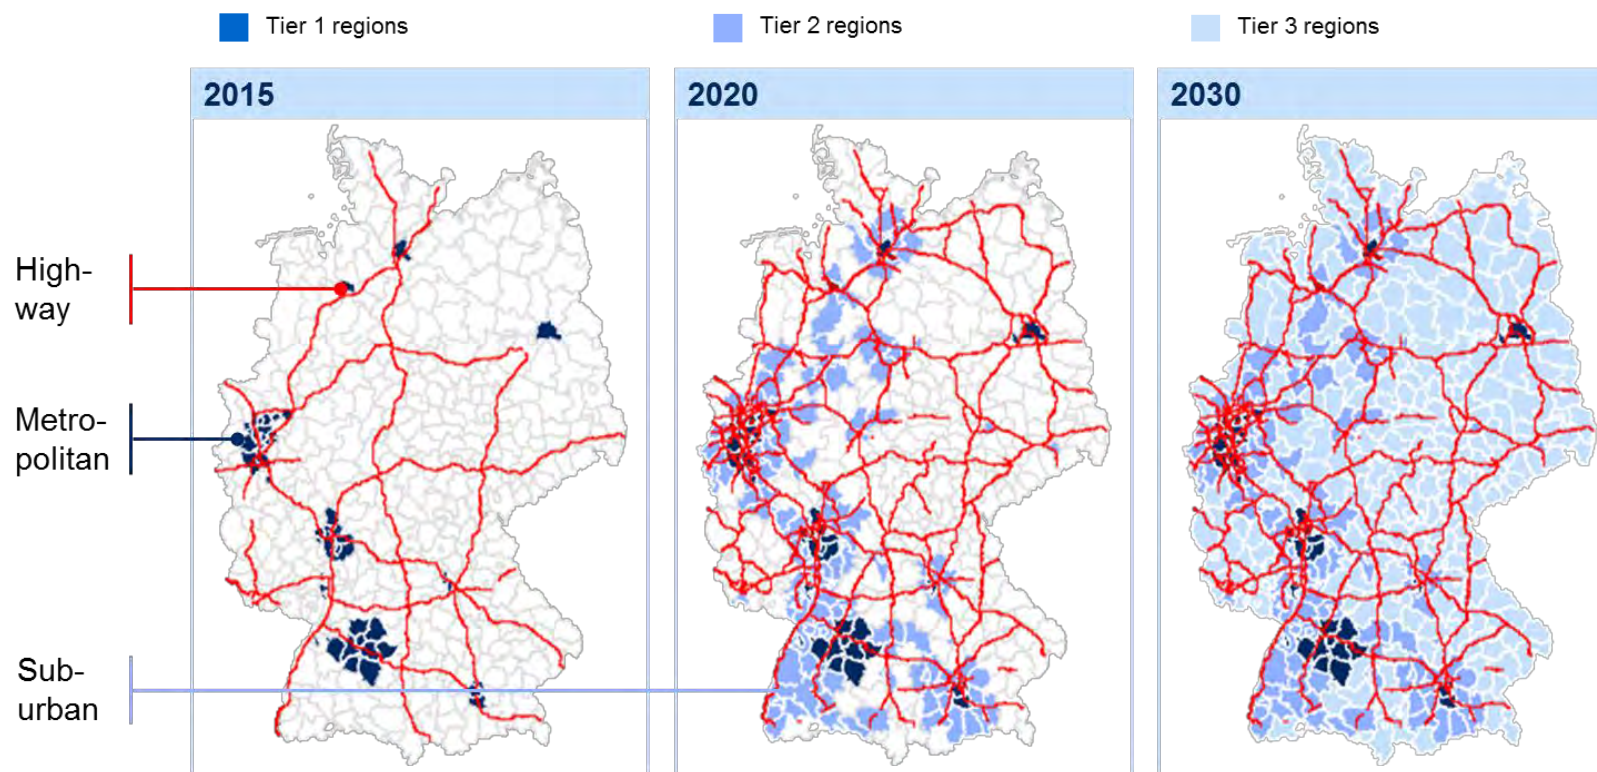 Tier 1 regions
Tier 2 regions
Tier 3 regions
2015
2020
2030
High-
way
Metro-
politan
Sub-
urban